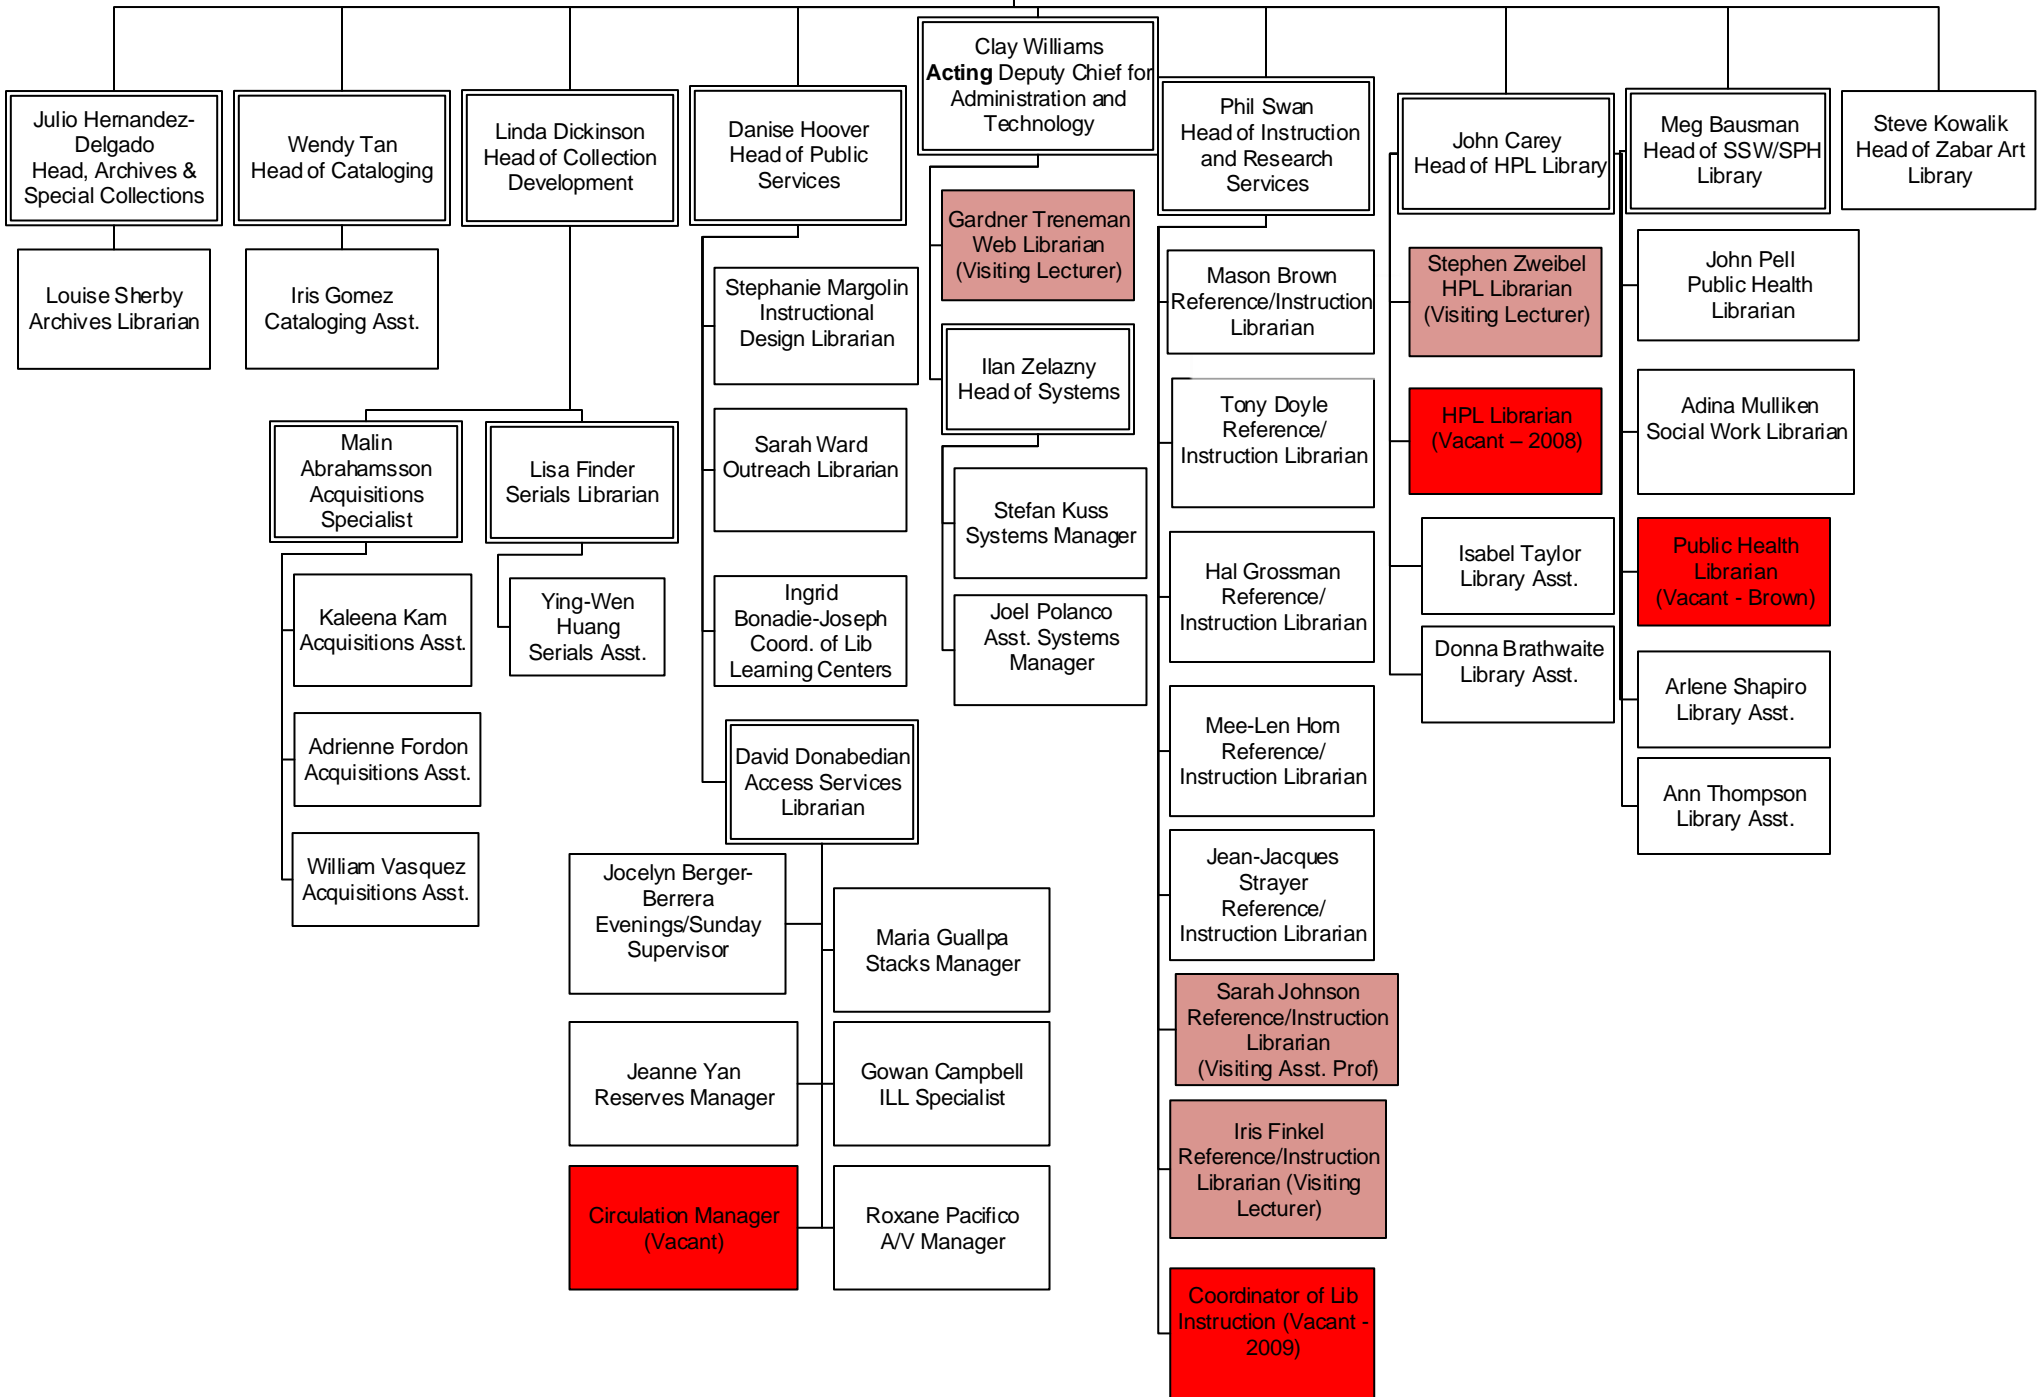 Clay Williams
Acting Deputy Chief for
Administration and
Technology
Julio Hernandez-
Delgado
Head, Archives &
Special Collections
Wendy Tan
Head of Cataloging
Linda Dickinson
Head of Collection
Development
Danise Hoover
Head of Public
Services
Phil Swan
Head of Instruction
and Research
Services
John Carey
Head of HPL Library
Meg Bausman
Head of SSW/SPH
Library
Steve Kowalik
Head of Zabar Art
Library
Louise Sherby
Archives Librarian
Iris Gomez
Cataloging Asst.
Malin
Abrahamsson
Acquisitions
Specialist
Lisa Finder
Serials Librarian
Kaleena Kam
Acquisitions Asst.
Adrienne Fordon
Acquisitions Asst.
William Vasquez
Acquisitions Asst.
Ying-Wen
Huang
Serials Asst.
Stephanie Margolin
Instructional
Design Librarian
Sarah Ward
Outreach Librarian
Ingrid
Bonadie-Joseph
Coord. of Lib
Learning Centers
David Donabedian
Access Services
Librarian
Jocelyn Berger-
Berrera
Evenings/Sunday
Supervisor
Maria Guallpa
Stacks Manager
Jeanne Yan
Reserves Manager
Gowan Campbell
ILL Specialist
Circulation Manager
(Vacant)
Roxane Pacifico
A/V Manager
Gardner Treneman
Web Librarian
(Visiting Lecturer)
Ilan Zelazny
Head of Systems
Stefan Kuss
Systems Manager
Joel Polanco
Asst. Systems
Manager
Mason Brown
Reference/Instruction
Librarian
Tony Doyle
Reference/
Instruction Librarian
Hal Grossman
Reference/
Instruction Librarian
Mee-Len Hom
Reference/
Instruction Librarian
Jean-Jacques
Strayer
Reference/
Instruction Librarian
Sarah Johnson
Reference/Instruction
Librarian
(Visiting Asst. Prof)
Iris Finkel
Reference/Instruction
Librarian (Visiting
Lecturer)
Coordinator of Lib
Instruction (Vacant -
2009)
Stephen Zweibel
HPL Librarian
(Visiting Lecturer)
HPL Librarian
(Vacant – 2008)
Isabel Taylor
Library Asst.
Donna Brathwaite
Library Asst.
John Pell
Public Health
Librarian
Adina Mulliken
Social Work Librarian
Public Health
Librarian
(Vacant - Brown)
Arlene Shapiro
Library Asst.
Ann Thompson
Library Asst.